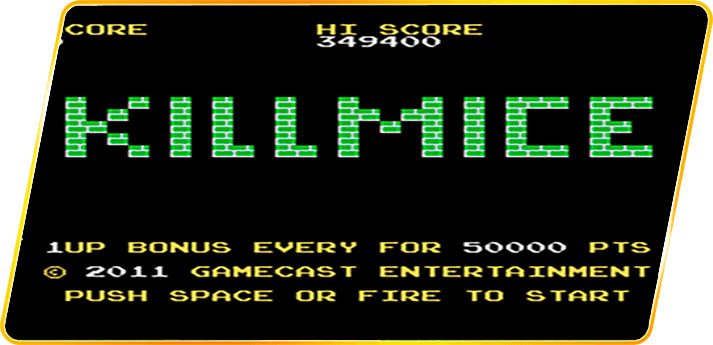 CORE HI SCORE
349400
KILLMICE
1UP BONUS EVERY FOR 50000 PTS
© 2011 GAMECAST ENTERTAINMENT
PUSH SPACE OR FIRE TO START